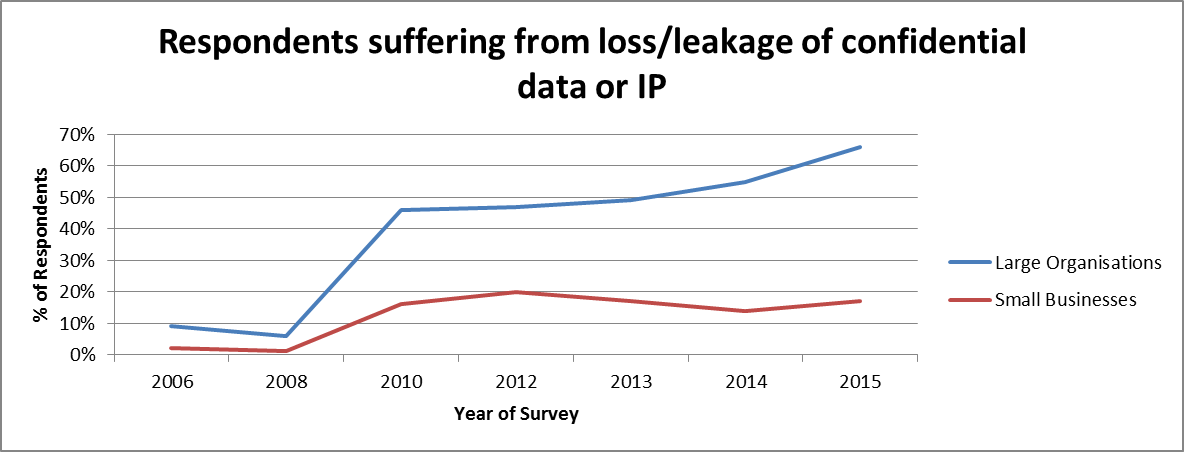 Respondents suffering from loss/leakage of confidential
data or IP
70%
60%
50%
40%
30%
20%
10%
0%
% of Respondents
2006 2008 2010 2012 2013 2014 2015
Year of Survey
Large Organisations
Small Businesses